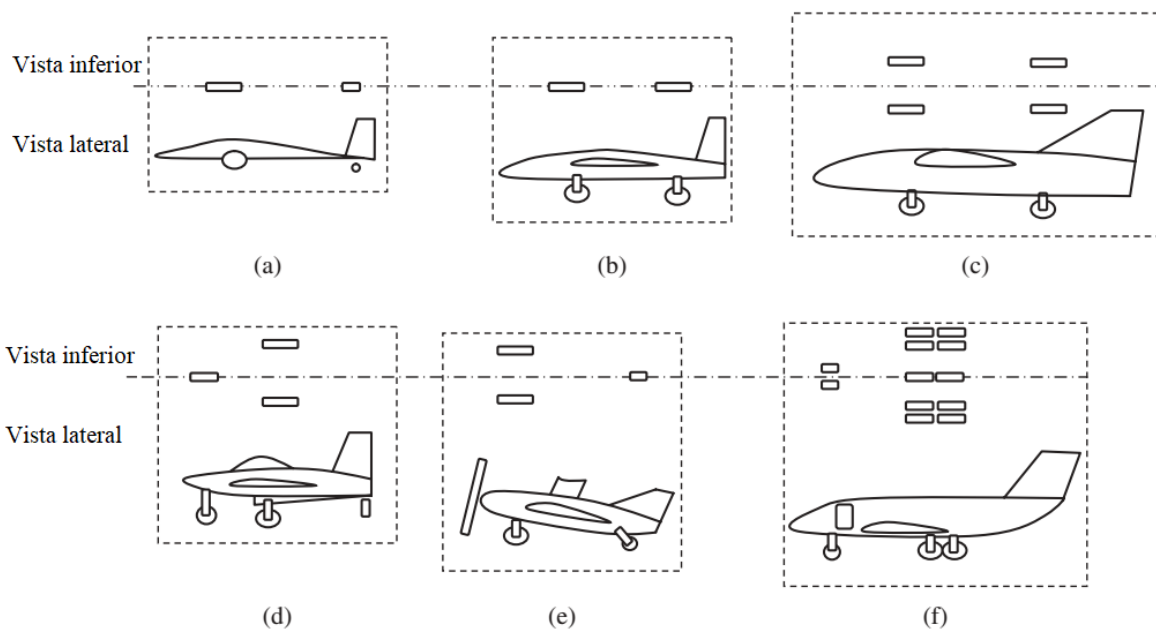 Vista inferior
Vista lateral
(a)
(b)
(c)
Vista inferior
Vista lateral
(d)
(e)
(f)